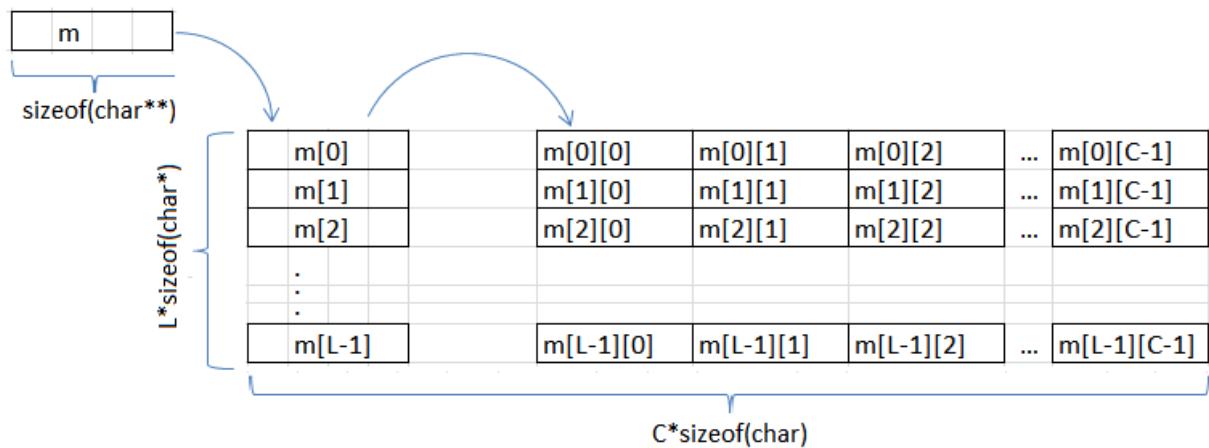 m
sizeof(char**)
L*sizeof(char*)
m[0] m[0][0] m[0][1] m[0][2] ... m[0][C-1]
m[1] m[1][0] m[1][1] m[1][2] ... m[1][C-1]
m[2] m[2][0] m[2][1] m[2][2] ... m[2][C-1]
.
.
.
m[L-1] m[L-1][0] m[L-1][1] m[L-1][2] ... m[L-1][C-1]
C*sizeof(char)